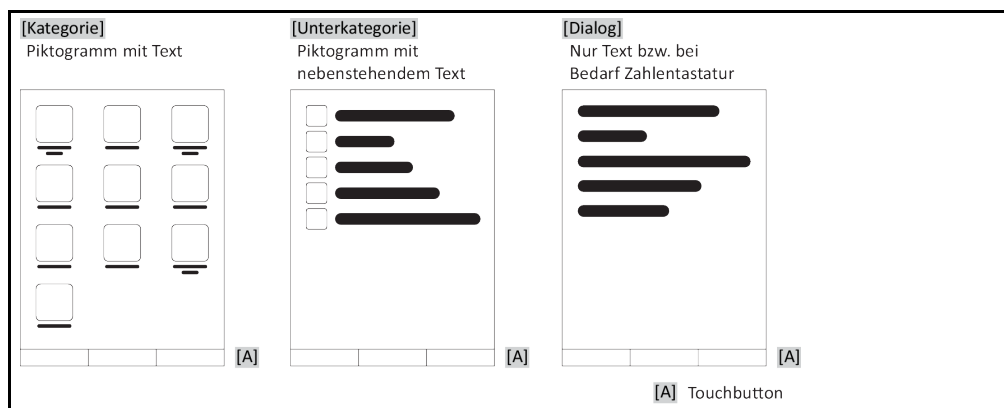 [Kategorie]
Piktogramm mit Text
[Unterkategorie]
Piktogramm mit
nebenstehendem Text
[Dialog]
Nur Text bzw. bei
Bedarf Zahlentastatur
[A]
[A]
[A]
[A] Touchbutton